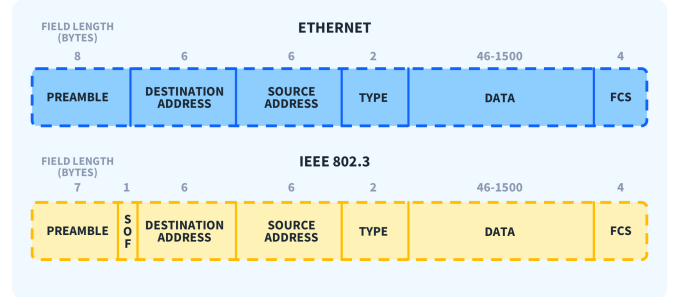 FIELD LENGTH
(BYTES)
ETHERNET
8 6 6 2 46-1500 4
PREAMBLE DESTINATION ADDRESS SOURCE ADDRESS TYPE DATA FCS
FIELD LENGTH
(BYTES)
IEEE 802.3
7 1 6 6 2 46-1500 4
PREAMBLE SOF DESTINATION ADDRESS SOURCE ADDRESS TYPE DATA FCS